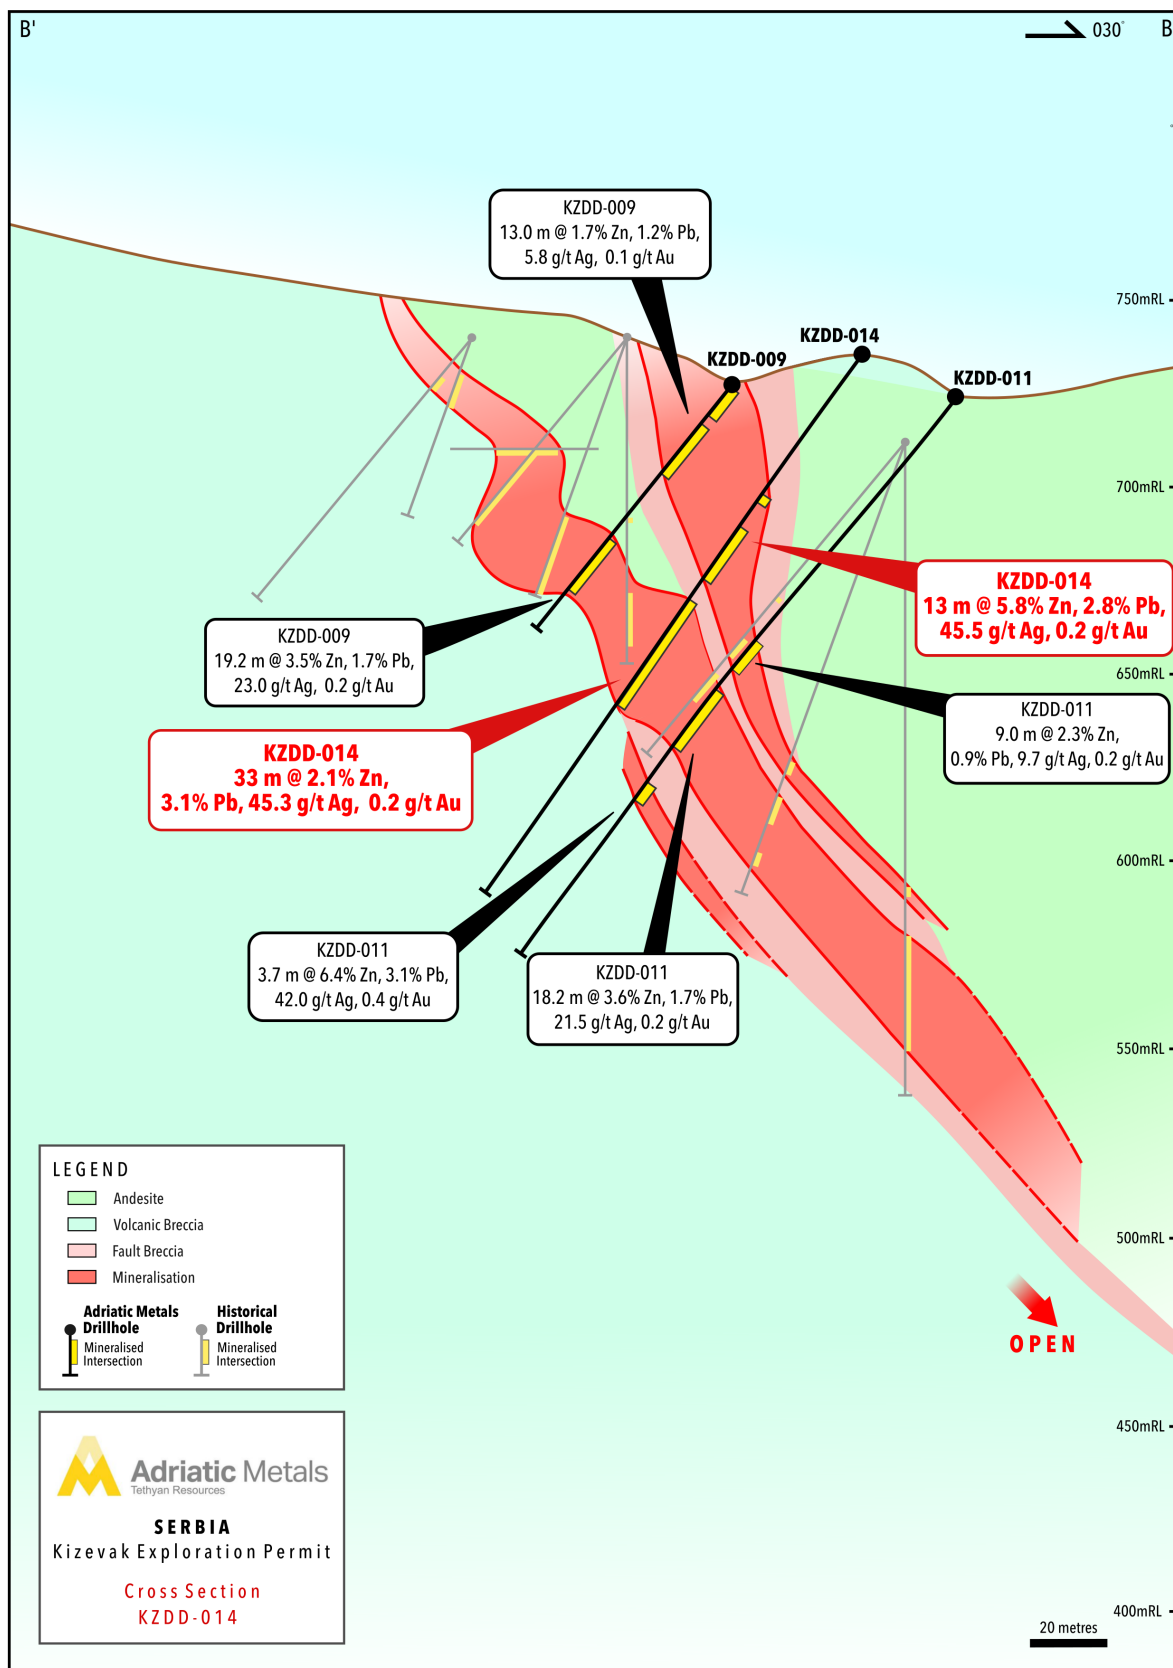 B'
030°
B
KZDD-009
13.0 m @ 1.7% Zn, 1.2% Pb,
5.8 g/t Ag, 0.1 g/t Au
750mRL
KZDD-014
KZDD-009
KZDD-011
700mRL
KZDD-014
13 m @ 5.8% Zn, 2.8% Pb,
45.5 g/t Ag, 0.2 g/t Au
KZDD-009
19.2 m @ 3.5% Zn, 1.7% Pb,
23.0 g/t Ag, 0.2 g/t Au
650mRL
KZDD-011
9.0 m @ 2.3% Zn,
0.9% Pb, 9.7 g/t Ag, 0.2 g/t Au
KZDD-014
33 m @ 2.1% Zn,
3.1% Pb, 45.3 g/t Ag, 0.2 g/t Au
600mRL
KZDD-011
3.7 m @ 6.4% Zn, 3.1% Pb,
42.0 g/t Ag, 0.4 g/t Au
KZDD-011
18.2 m @ 3.6% Zn, 1.7% Pb,
21.5 g/t Ag, 0.2 g/t Au
550mRL
LEGEND
Andesite
Volcanic Breccia
Fault Breccia
Mineralisation
Adriatic Metals
Drillhole
Mineralised
Intersection
Historical
Drillhole
Mineralised
Intersection
500mRL
OPEN
450mRL
Adriatic Metals
Tethyan Resources
SERBIA
Kizevak Exploration Permit
Cross Section
KZDD-014
400mRL
20 metres